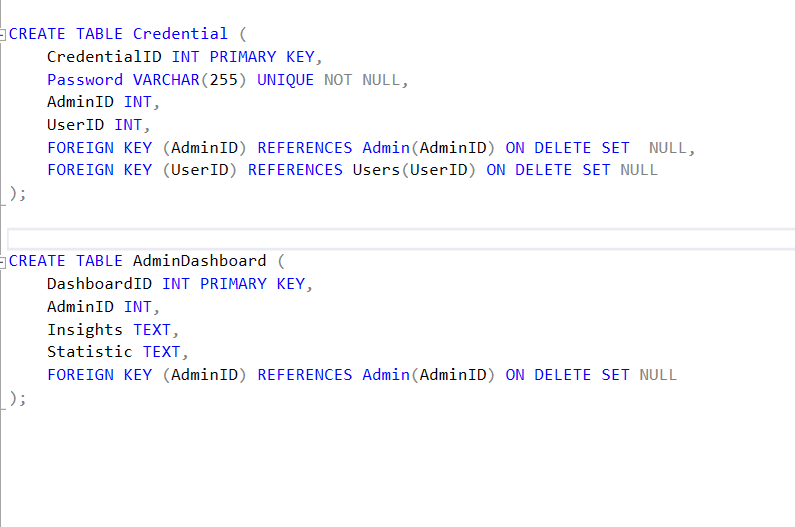 CREATE TABLE Credential (
    CredentialID INT PRIMARY KEY,
    Password VARCHAR(255) UNIQUE NOT NULL,
    AdminID INT,
    UserID INT,
    FOREIGN KEY (AdminID) REFERENCES Admin(AdminID) ON DELETE SET  NULL,
    FOREIGN KEY (UserID) REFERENCES Users(UserID) ON DELETE SET NULL
);
CREATE TABLE AdminDashboard (
    DashboardID INT PRIMARY KEY,
    AdminID INT,
    Insights TEXT,
    Statistic TEXT,
    FOREIGN KEY (AdminID) REFERENCES Admin(AdminID) ON DELETE SET NULL
);